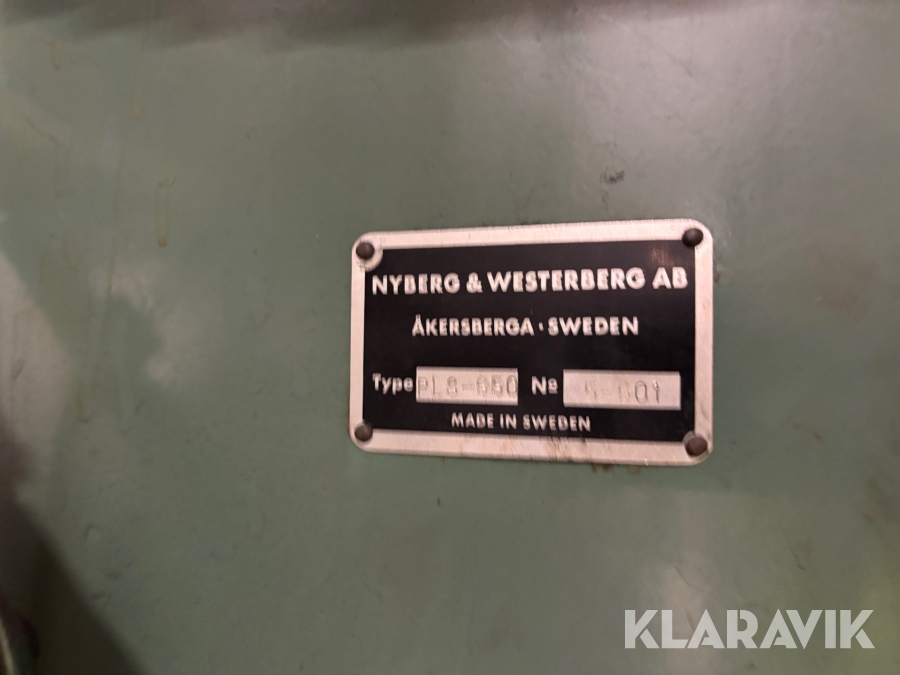 NYBERG & WESTERBERG AB
ÅKERSBERGA · SWEDEN
Type Nº
MADE IN SWEDEN
KLARAVIK